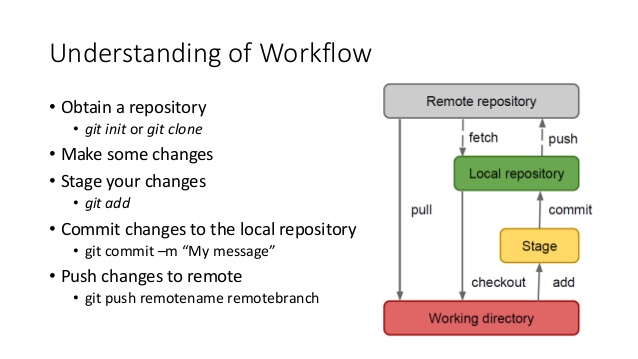 Understanding of Workflow
• Obtain a repository
• git init or git clone
• Make some changes
• Stage your changes
• git add
• Commit changes to the local repository
• git commit –m “My message”
• Push changes to remote
• git push remotename remotebranch
Remote repository
fetch
push
Local repository
pull
commit
Stage
checkout
add
Working directory